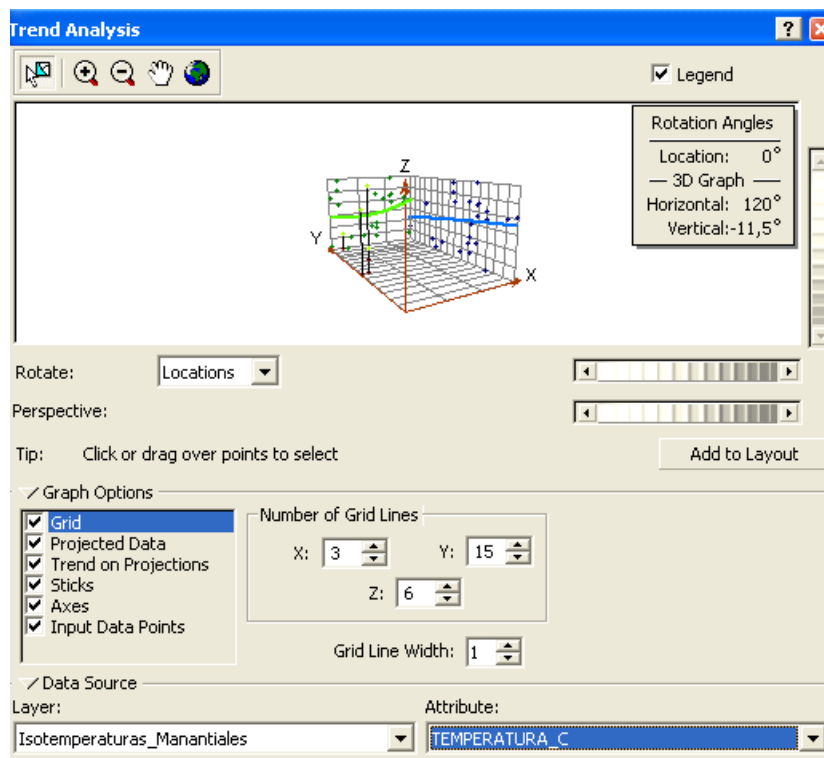 Trend Analysis
?
Legend
Rotation Angles
Location: 0°
3D Graph
Horizontal: 120°
Vertical:-11,5°
Z
Y
X
Rotate: Locations
Perspective:
Tip: Click or drag over points to select
Add to Layout
Graph Options
Grid
Projected Data
Trend on Projections
Sticks
Axes
Input Data Points
Number of Grid Lines
X: 3 Y: 15
Z: 6
Grid Line Width: 1
Data Source
Layer: Attribute:
Isotemperaturas_Manantiales TEMPERATURA_C